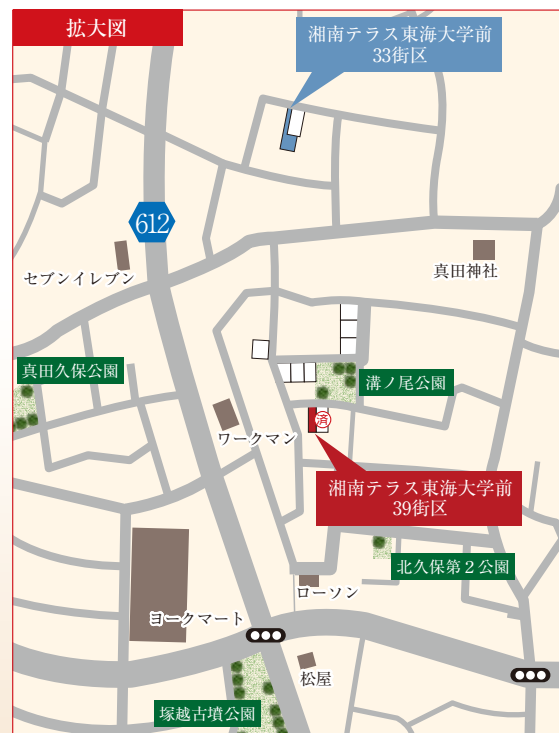 拡大図
湘南テラス東海大学前
33街区
612
セブンイレブン
真田神社
真田久保公園
溝ノ尾公園
済
ワークマン
湘南テラス東海大学前
39街区
北久保第２公園
ローソン
ヨークマート
松屋
塚越古墳公園